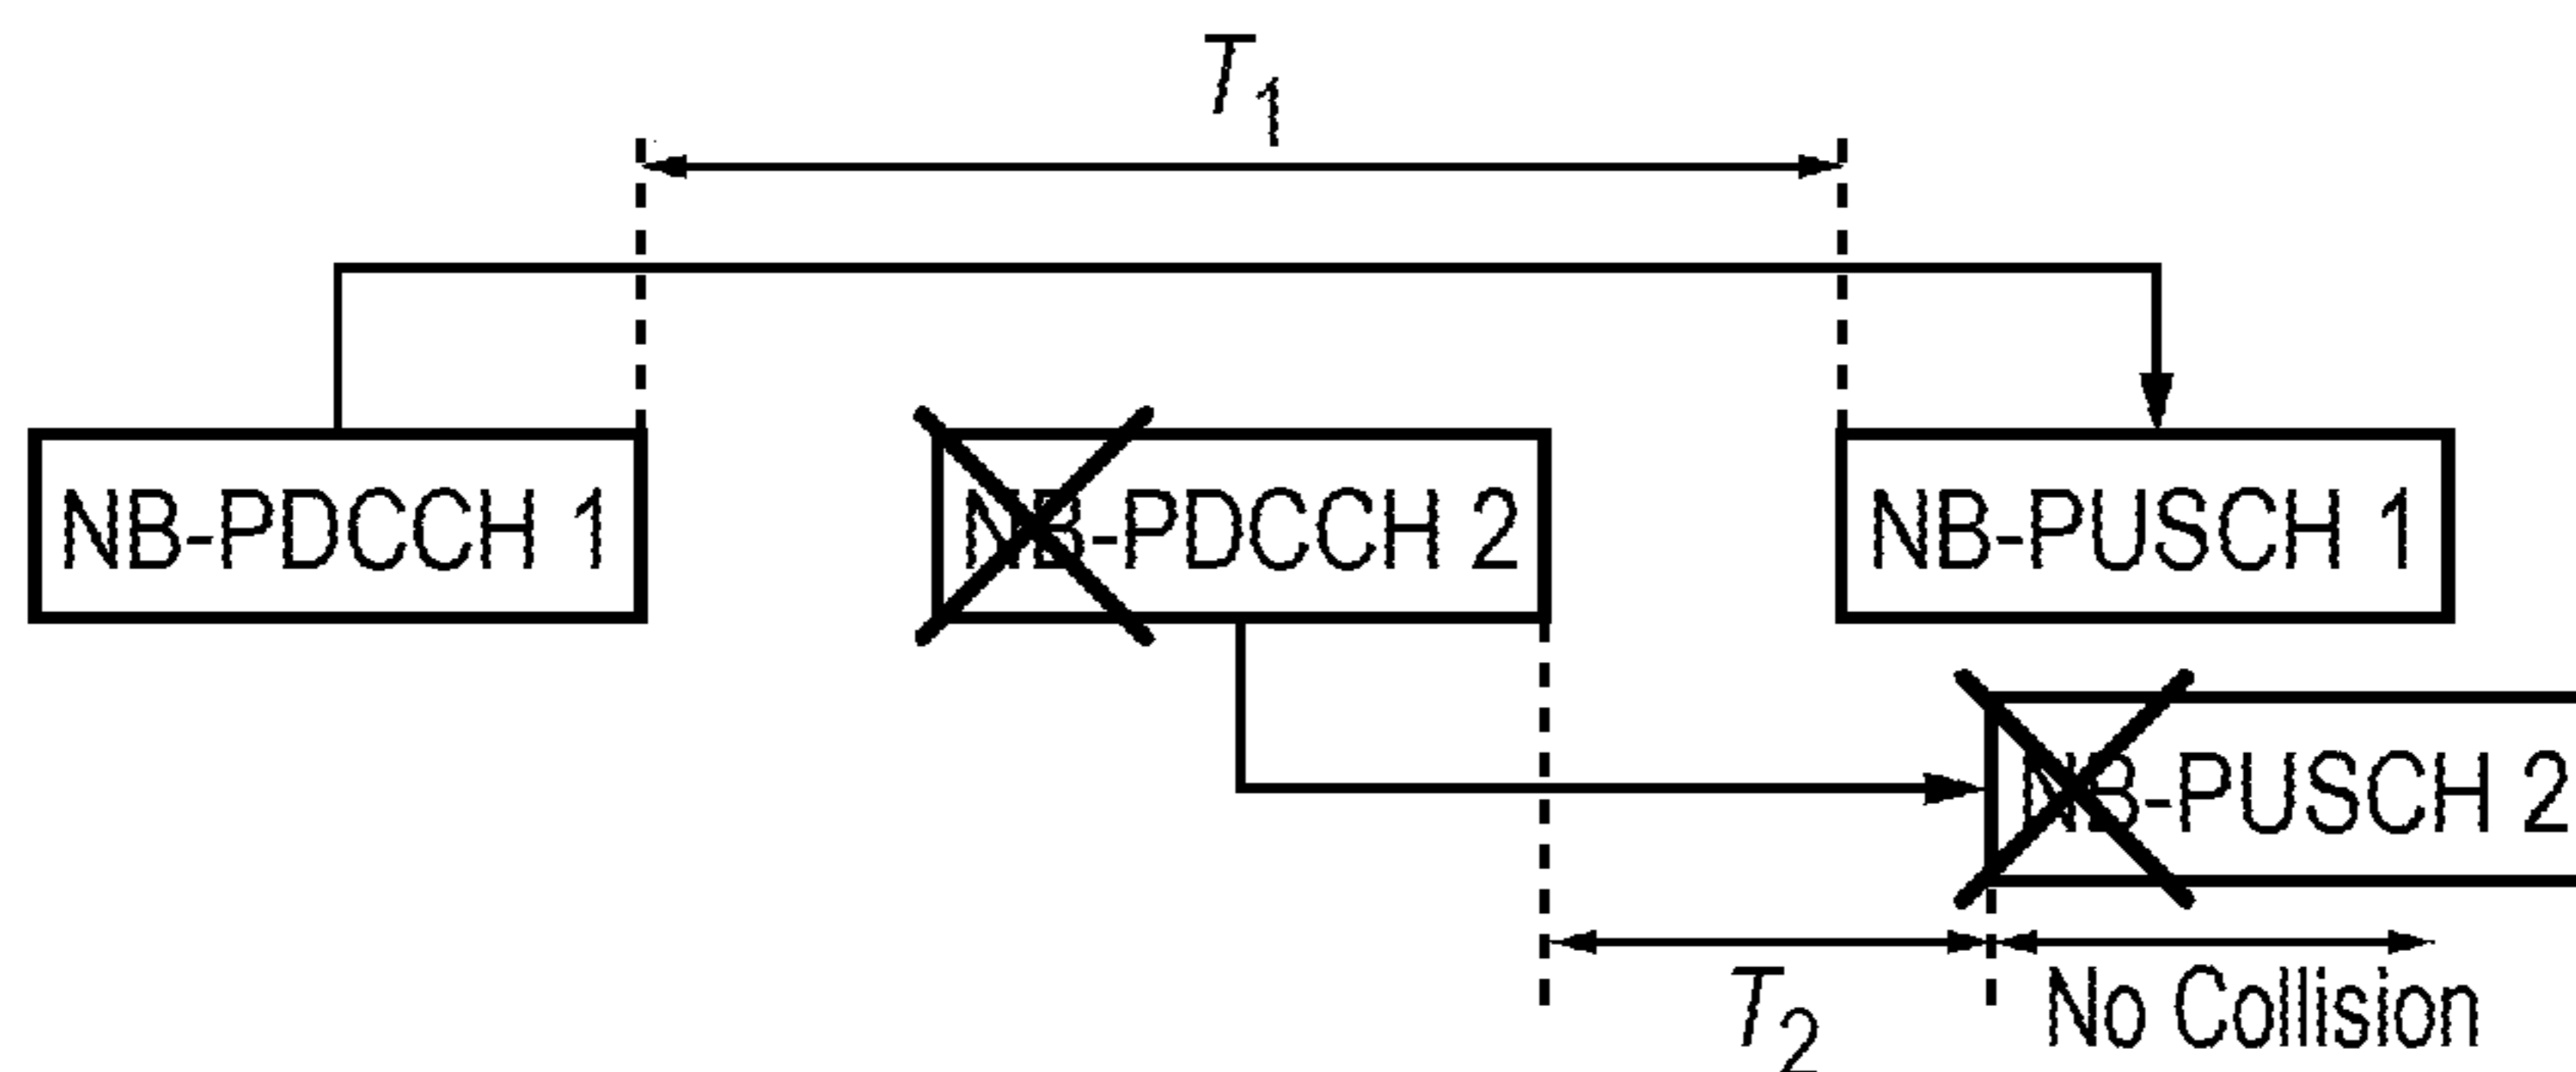 T1
NB-PDCCH 1
NB-PDCCH 2
NB-PUSCH 1
NB-PUSCH 2
T2
No Collision